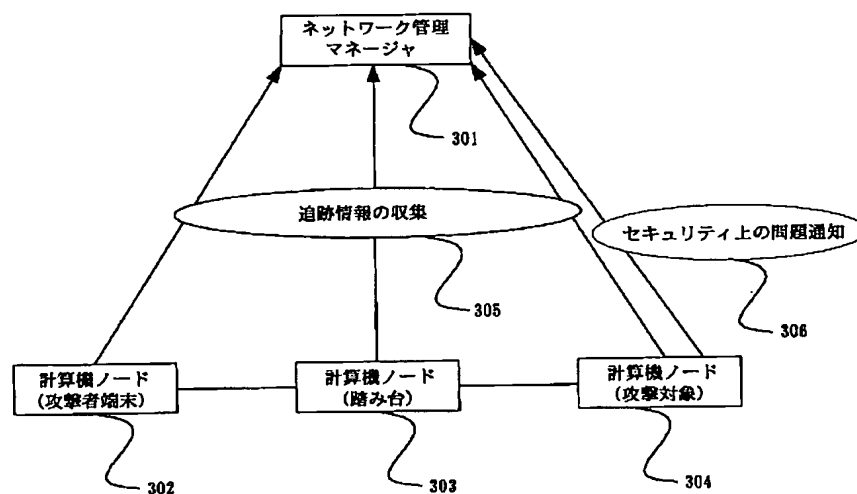 ネットワーク管理
マネージャ
301
追跡情報の収集
セキュリティ上の問題通知
305
306
計算機ノード
(攻撃者端末)
計算機ノード
(踏み台)
計算機ノード
(攻撃対象)
302
303
304